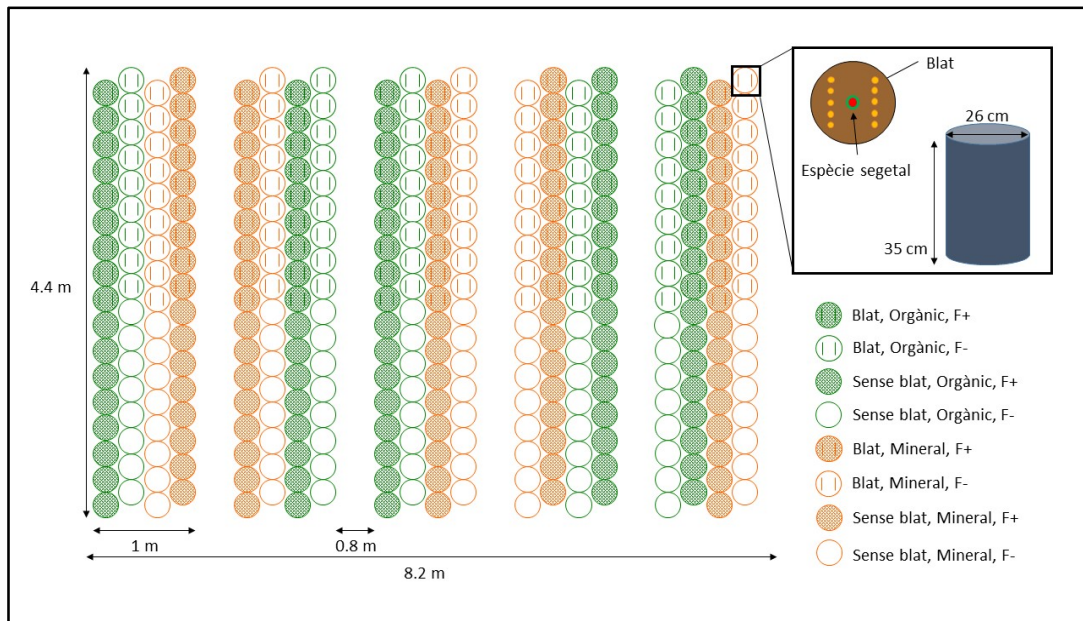 Blat
26 cm
Espècie segetal
35 cm
4.4 m
1 m
0.8 m
8.2 m
Blat, Orgànic, F+
Blat, Orgànic, F-
Sense blat, Orgànic, F+
Sense blat, Orgànic, F-
Blat, Mineral, F+
Blat, Mineral, F-
Sense blat, Mineral, F+
Sense blat, Mineral, F-